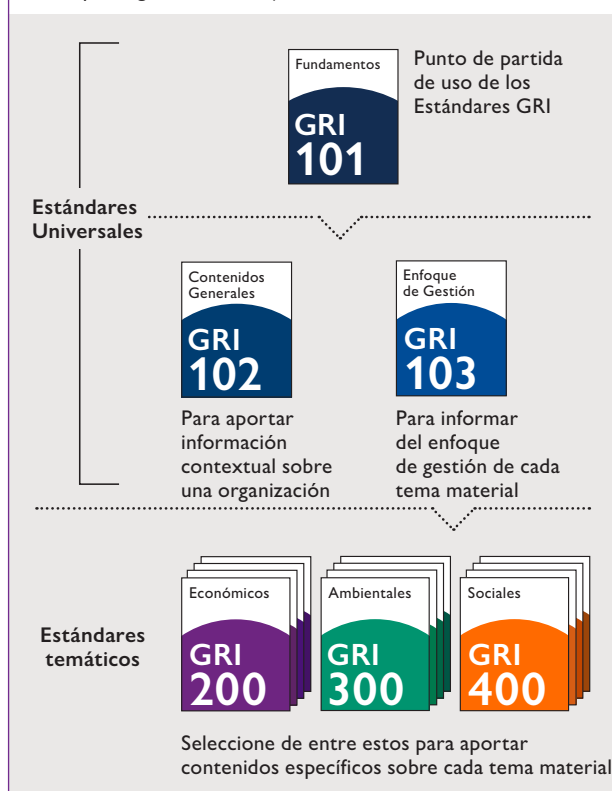 Fundamentos
GRI
101
Punto de partida
de uso de los
Estándares GRI
Estándares
Universales
Contenidos
Generales
GRI
102
Para aportar
información
contextual sobre
una organización
Enfoque
de Gestión
GRI
103
Para informar
del enfoque
de gestión de cada
tema material
Estándares
temáticos
Económicos
GRI
200
Ambientales
GRI
300
Sociales
GRI
400
Seleccione de entre estos para aportar
contenidos específicos sobre cada tema material